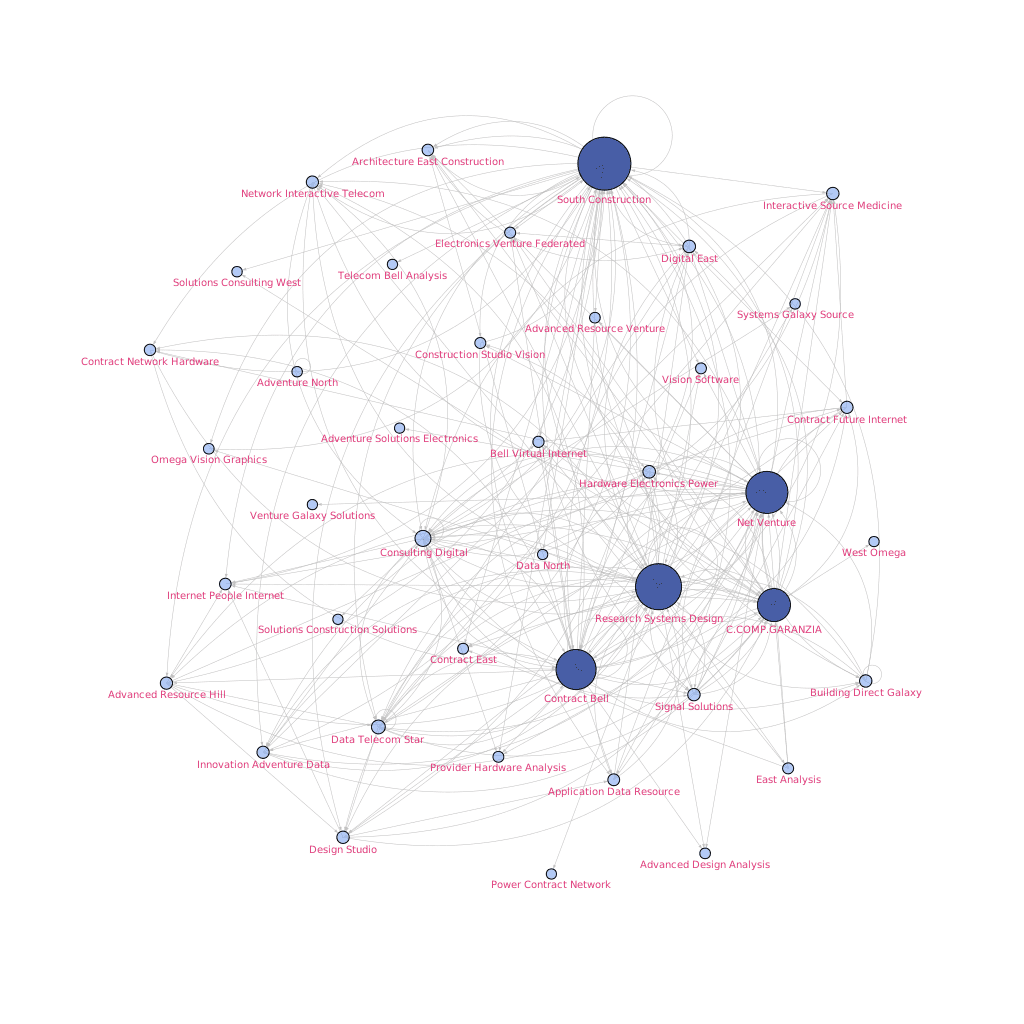 Architecture East Construction
Network Interactive Telecom
South Construction
Interactive Source Medicine
Electronics Venture Federated
Digital East
Telecom Bell Analysis
Solutions Consulting West
Systems Galaxy Source
Advanced Resource Venture
Construction Studio Vision
Contract Network Hardware
Vision Software
Adventure North
Contract Future Internet
Adventure Solutions Electronics
Bell Virtual Internet
Omega Vision Graphics
Hardware Electronics Power
Venture Galaxy Solutions
Net Venture
Consulting Digital
West Omega
Data North
Internet People Internet
Research Systems Design
Solutions Construction Solutions
C.COMP.GARANZIA
Contract East
Advanced Resource Hill
Building Direct Galaxy
Contract Bell
Signal Solutions
Data Telecom Star
Innovation Adventure Data
Provider Hardware Analysis
East Analysis
Application Data Resource
Design Studio
Advanced Design Analysis
Power Contract Network